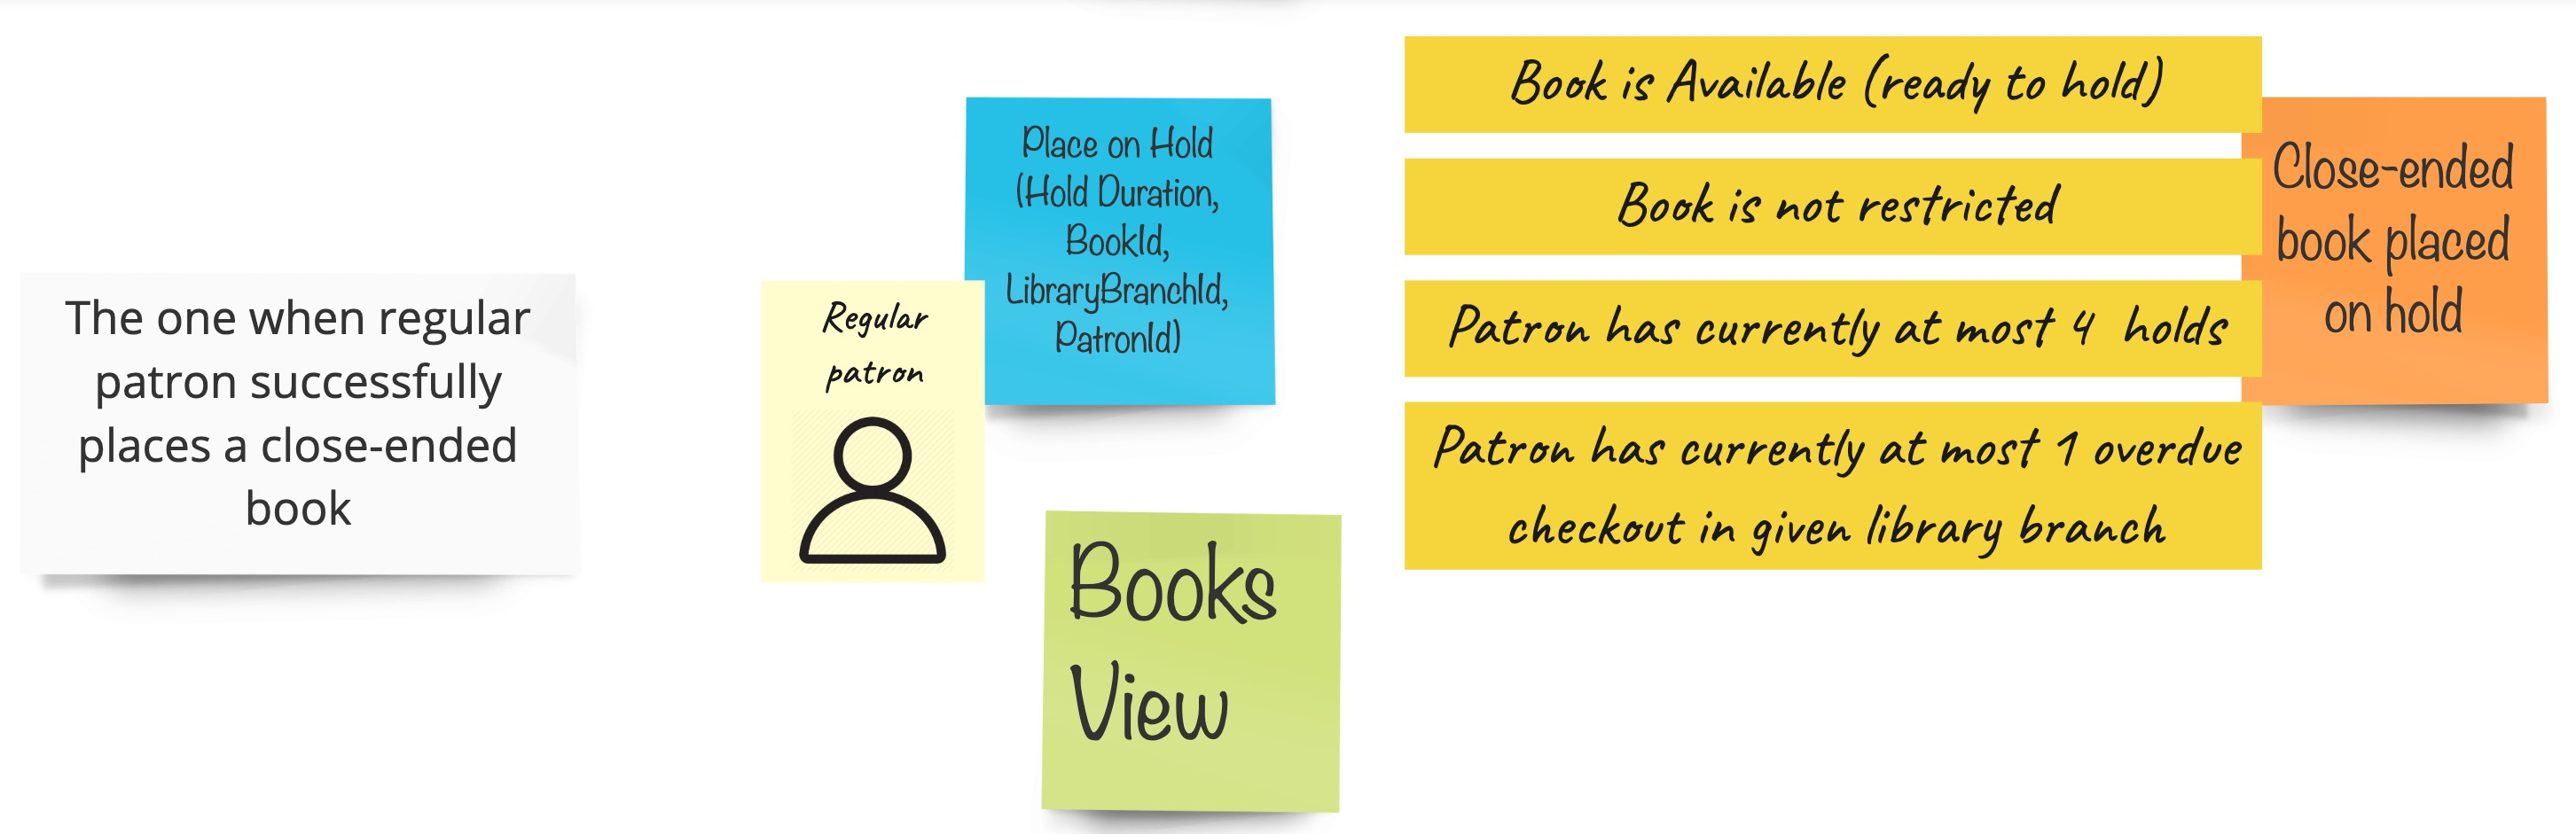 The one when regular
patron successfully
places a close-ended
book
Regular
patron
Place on Hold
(Hold Duration,
BookId,
LibraryBranchId,
PatronId)
Books
View
Book is Available (ready to hold)
Book is not restricted
Patron has currently at most 4 holds
Patron has currently at most 1 overdue
checkout in given library branch
Close-ended
book placed
on hold